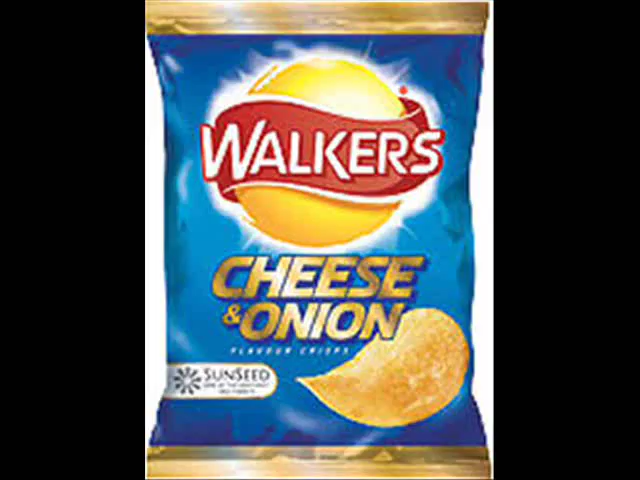 WALKERS
CHEESE
& ONION
FLAVOUR CRISPS
SUNSEED